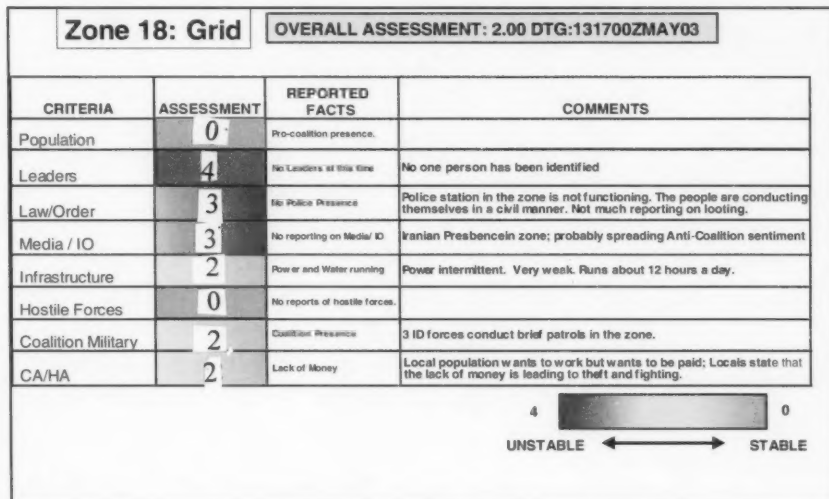 Zone 18: Grid
OVERALL ASSESSMENT: 2.00 DTG:131700ZMAY03
CRITERIA ASSESSMENT REPORTED FACTS COMMENTS
Population 0 Pro-coalition presence.
Leaders 4 No Leaders at this time No one person has been identified
Law/Order 3 No Police Presence Police station in the zone is not functioning. The people are conducting
themselves in a civil manner. Not much reporting on looting.
Media / IO 3 No reporting on Media/ IO Iranian Presbencein zone; probably spreading Anti-Coalition sentiment
Infrastructure 2 Power and Water running Power intermittent. Very weak. Runs about 12 hours a day.
Hostile Forces 0 No reports of hostile forces.
Coalition Military 2 Coalition Presence 3 ID forces conduct brief patrols in the zone.
CA/HA 2 Lack of Money Local population wants to work but wants to be paid; Locals state that
the lack of money is leading to theft and fighting.
4 0
UNSTABLE STABLE